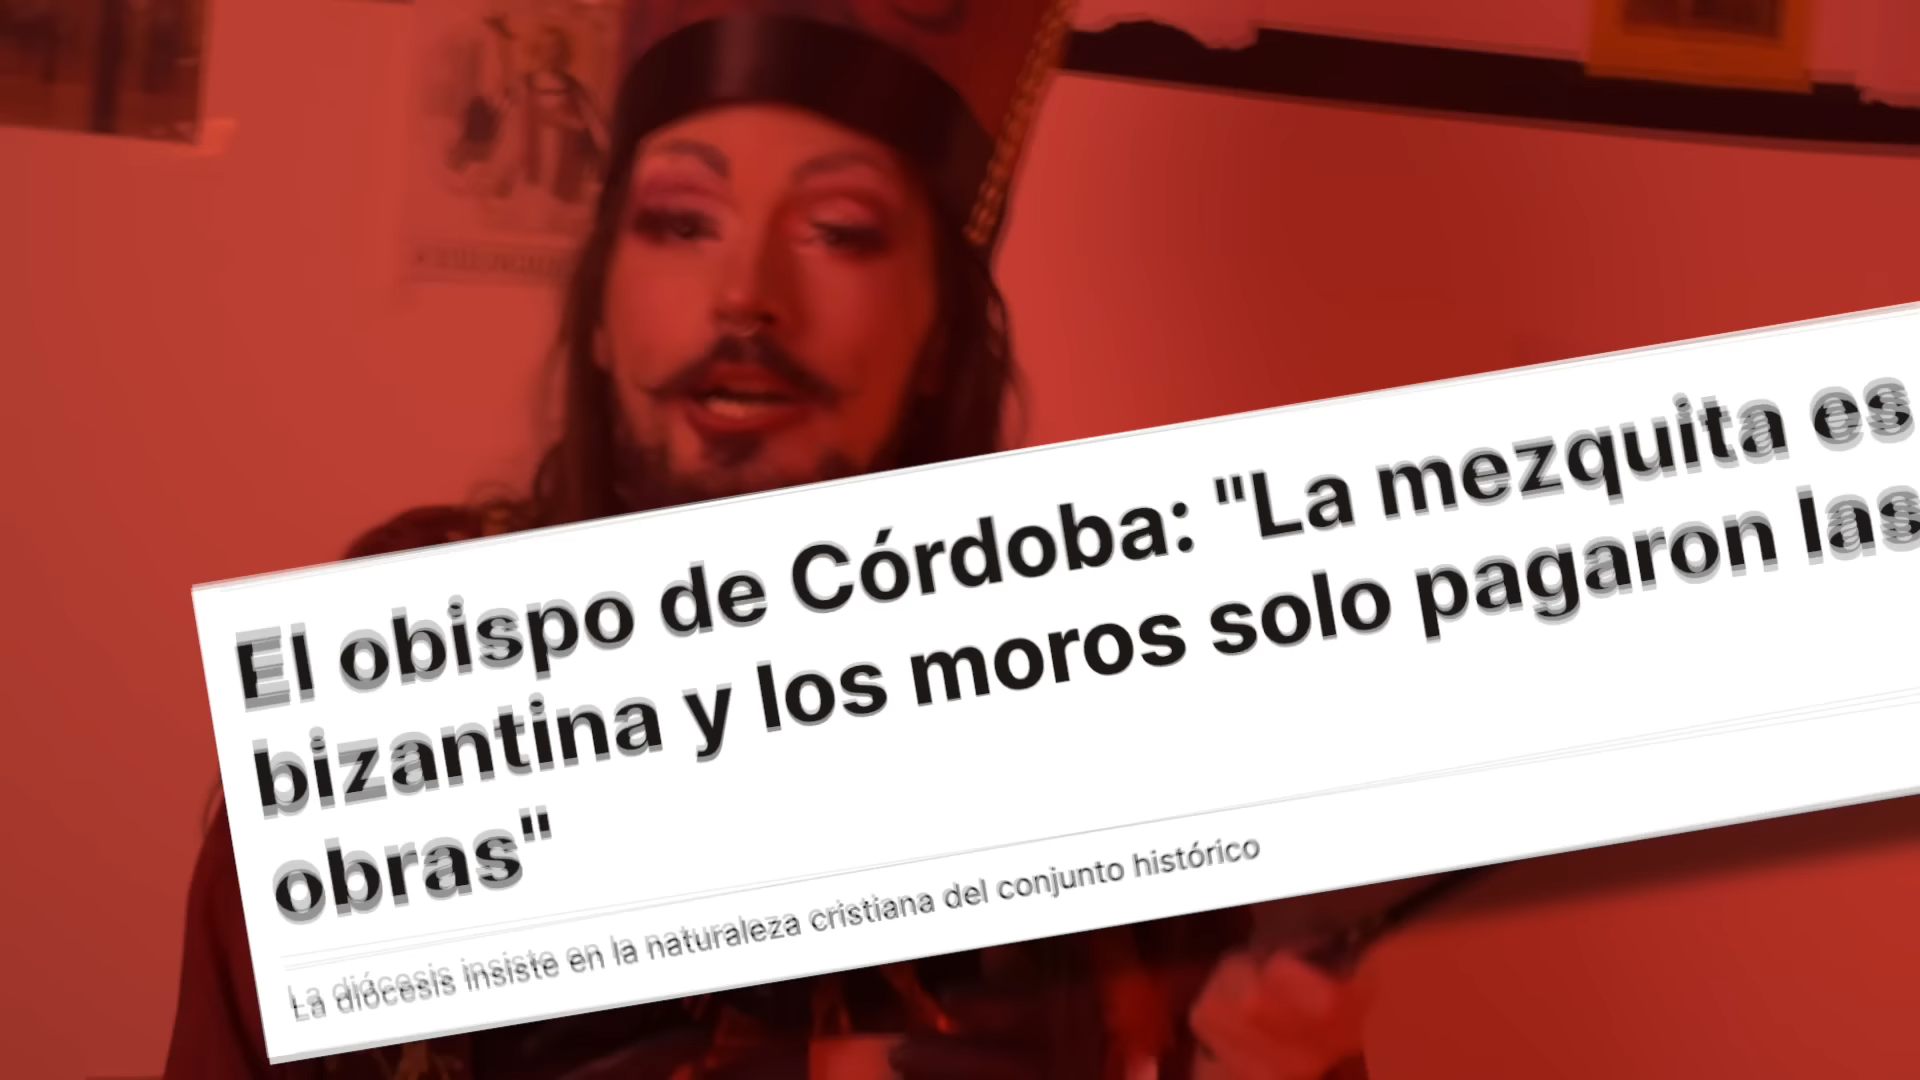 El obispo de Córdoba: "La mezquita es
bizantina y los moros solo pagaron las
obras"
La diócesis insiste en la naturaleza cristiana del conjunto histórico